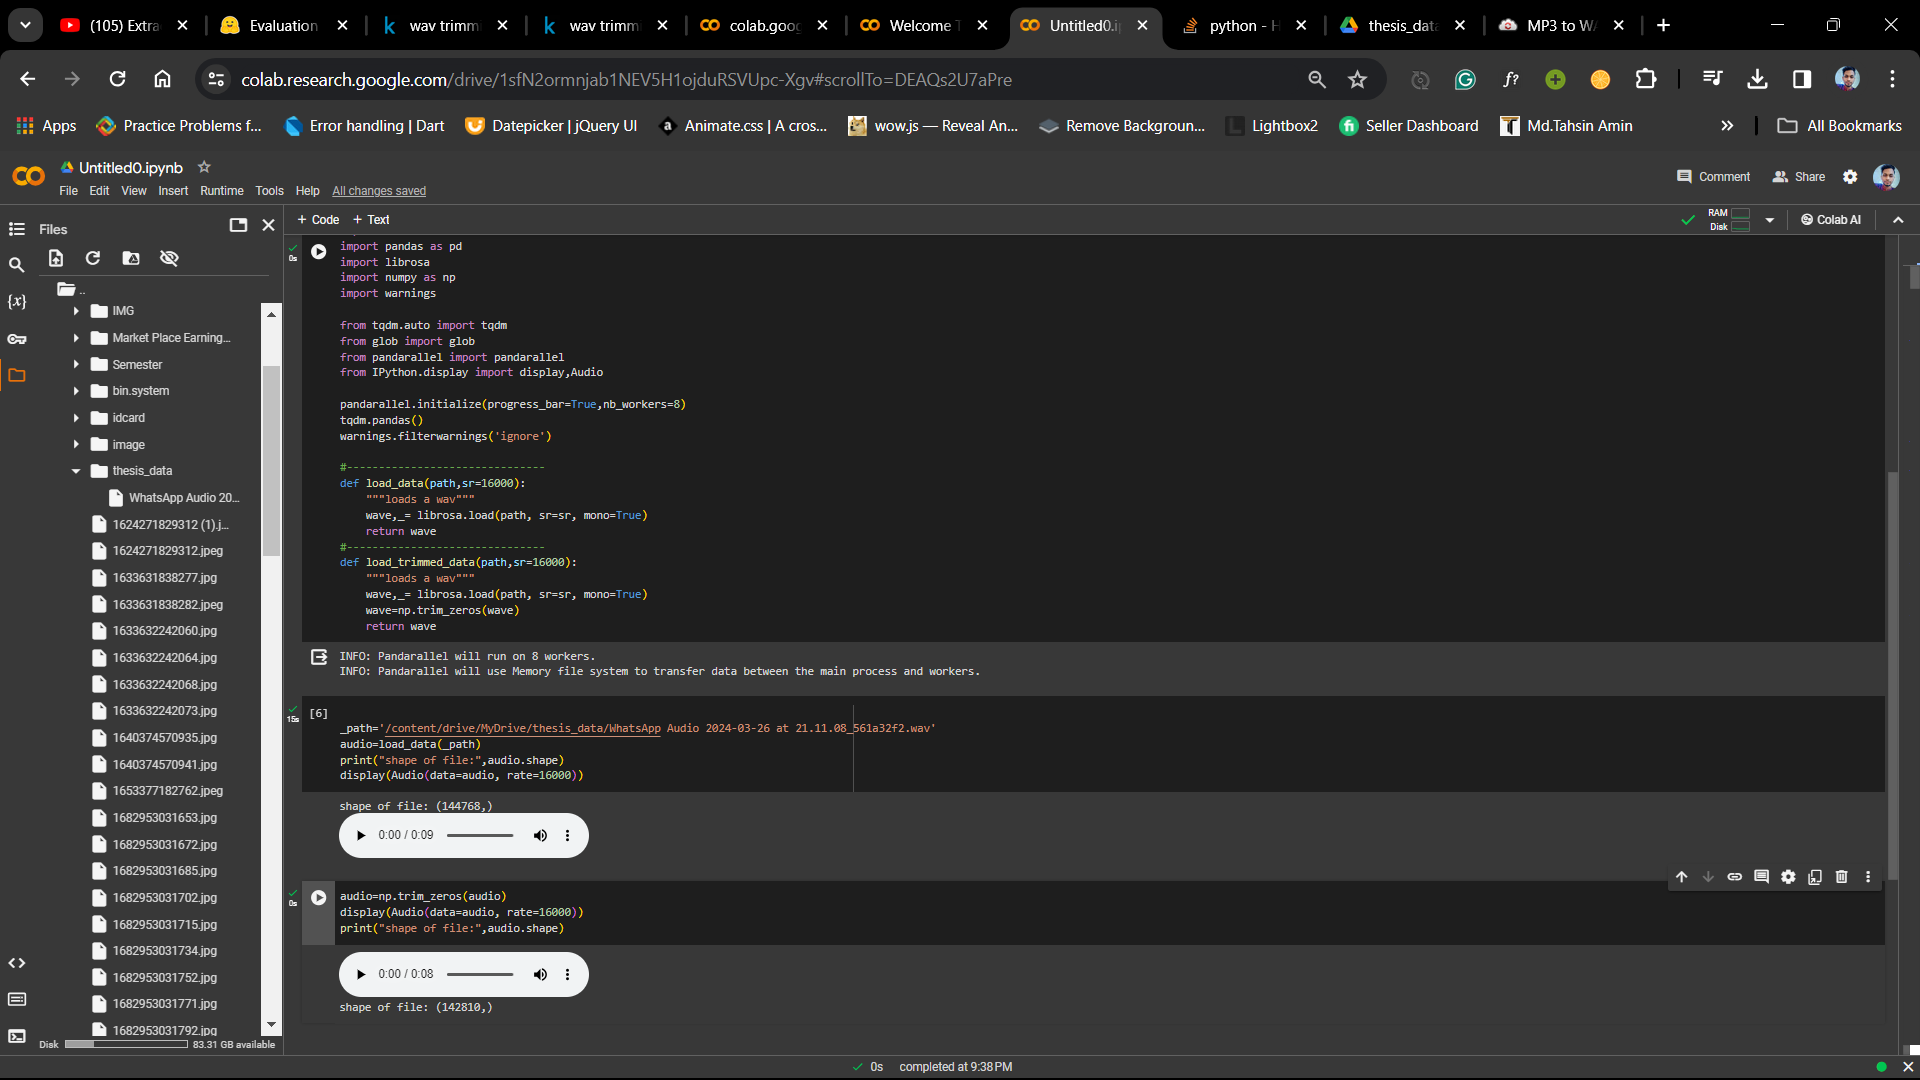 (105) Extra
Evaluation
wav trimm
wav trimm
colab.goog
Welcome T
Untitled0.i
python - H
thesis_dat
MP3 to WA
colab.research.google.com/drive/1sfN2ormnjab1NEV5H1ojduRSVUpc-Xgv#scrollTo=DEAQs2U7aPre
Apps
Practice Problems f...
Error handling | Dart
Datepicker | jQuery UI
Animate.css | A cros...
wow.js — Reveal An...
Remove Backgroun...
Lightbox2
Seller Dashboard
Md.Tahsin Amin
All Bookmarks
Untitled0.ipynb
File Edit View Insert Runtime Tools Help All changes saved
Comment
Share
Files
+ Code + Text
RAM
Disk
Colab AI
..
IMG
Market Place Earning...
Semester
bin.system
idcard
image
thesis_data
WhatsApp Audio 20...
1624271829312 (1).j...
1624271829312.jpeg
1633631838277.jpg
1633631838282.jpeg
1633632242060.jpg
1633632242064.jpg
1633632242068.jpg
1633632242073.jpg
1640374570935.jpg
1640374570941.jpg
1653377182762.jpeg
1682953031653.jpg
1682953031672.jpg
1682953031685.jpg
1682953031702.jpg
1682953031715.jpg
1682953031734.jpg
1682953031752.jpg
1682953031771.jpg
1682953031792.jpg
Disk 83.31 GB available
0s
import pandas as pd
import librosa
import numpy as np
import warnings
from tqdm.auto import tqdm
from glob import glob
from pandarallel import pandarallel
from IPython.display import display,Audio
pandarallel.initialize(progress_bar=True,nb_workers=8)
tqdm.pandas()
warnings.filterwarnings('ignore')
#-------------------------------
def load_data(path,sr=16000):
"""loads a wav"""
wave,_= librosa.load(path, sr=sr, mono=True)
return wave
#-------------------------------
def load_trimmed_data(path,sr=16000):
"""loads a wav"""
wave,_= librosa.load(path, sr=sr, mono=True)
wave=np.trim_zeros(wave)
return wave
INFO: Pandarallel will run on 8 workers.
INFO: Pandarallel will use Memory file system to transfer data between the main process and workers.
15s
[6]
_path='/content/drive/MyDrive/thesis_data/WhatsApp Audio 2024-03-26 at 21.11.08_561a32f2.wav'
audio=load_data(_path)
print("shape of file:",audio.shape)
display(Audio(data=audio, rate=16000))
shape of file: (144768,)
0:00 / 0:09
0s
audio=np.trim_zeros(audio)
display(Audio(data=audio, rate=16000))
print("shape of file:",audio.shape)
0:00 / 0:08
shape of file: (142810,)
0s completed at 9:38 PM